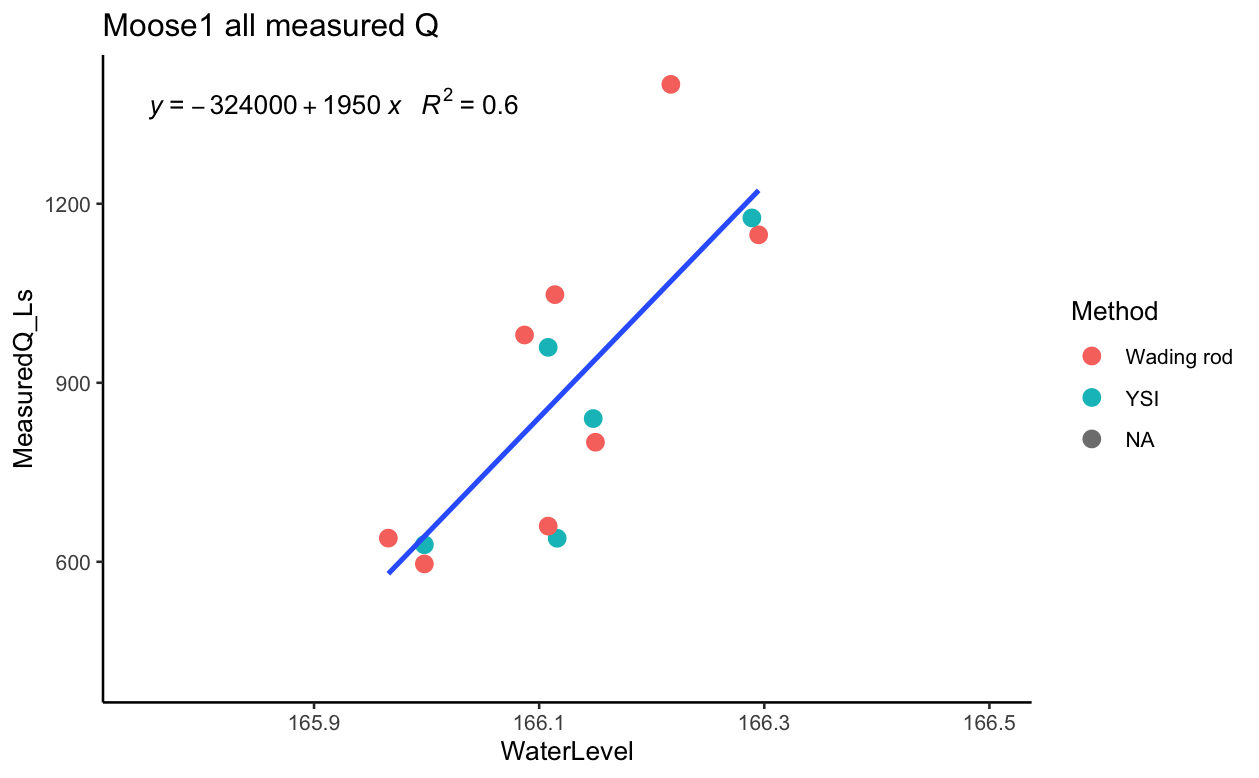 Moose1 all measured Q
y = − 324000 + 1950 x R² = 0.6
1200
900
600
MeasuredQ_Ls
165.9 166.1 166.3 166.5
WaterLevel
Method
Wading rod
YSI
NA